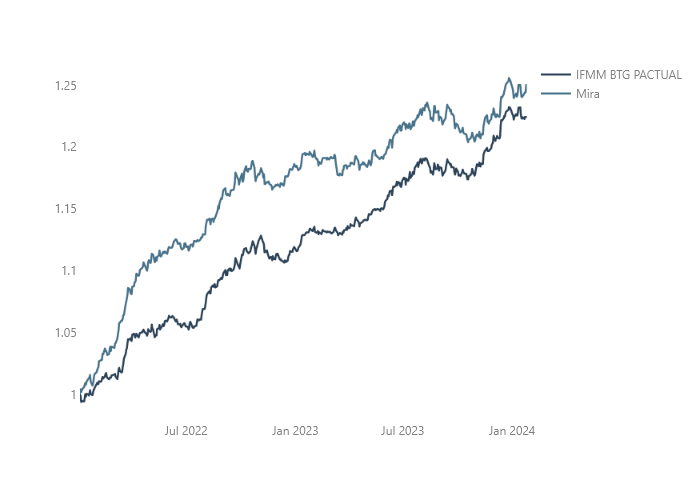 IFMM BTG PACTUAL
Mira
1.25
1.2
1.15
1.1
1.05
1
Jul 2022
Jan 2023
Jul 2023
Jan 2024